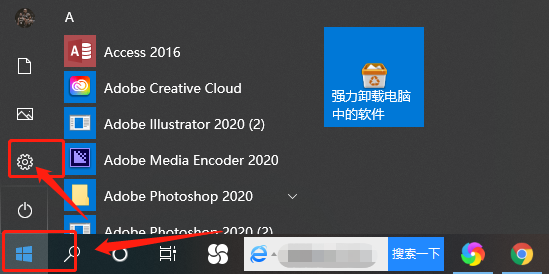 A
Access 2016
Adobe Creative Cloud
Adobe Illustrator 2020 (2)
Adobe Media Encoder 2020
Adobe Photoshop 2020
Adobe Photoshop 2020 (2)
强力卸载电脑
中的软件
搜索一下